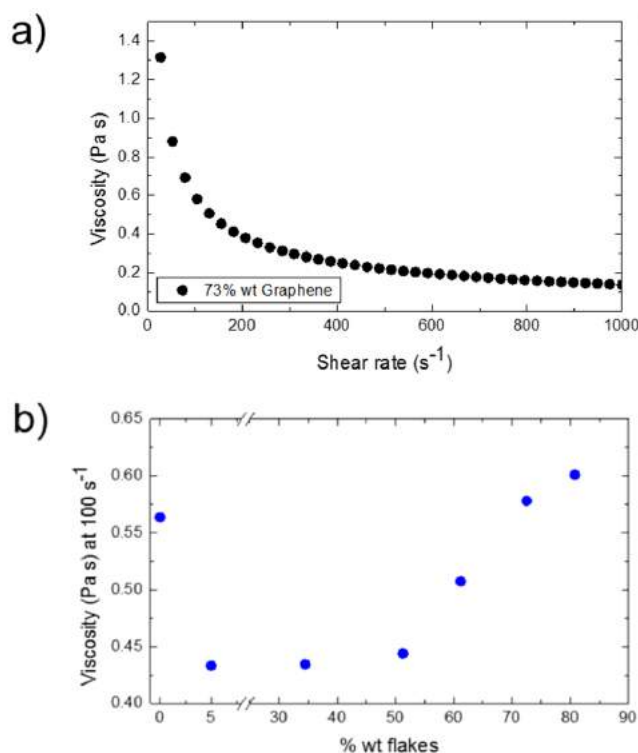 a)
1.4
1.2
1.0
0.8
0.6
0.4
0.2
0.0
Viscosity (Pa s)
73% wt Graphene
0 200 400 600 800 1000
Shear rate (s⁻¹)
b)
0.65
0.60
0.55
0.50
0.45
0.40
Viscosity (Pa s) at 100 s⁻¹
0 5 30 40 50 60 70 80 90
% wt flakes